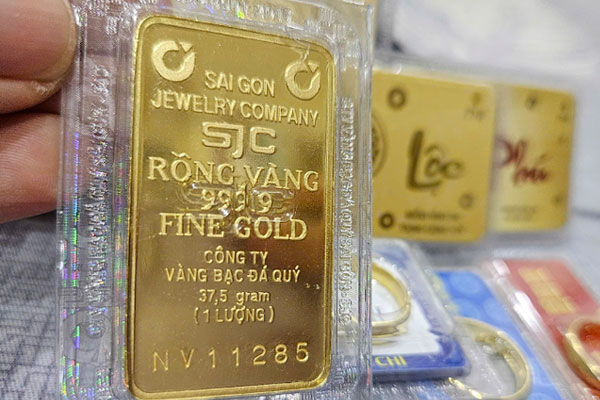 SAI GON
JEWELRY COMPANY
SJC
RỒNG VÀNG
9999
FINE GOLD
CÔNG TY
VÀNG BẠC ĐÁ QUÝ
37,5 gram
(1 LƯỢNG)
NV11285
Lộc
CHỈ